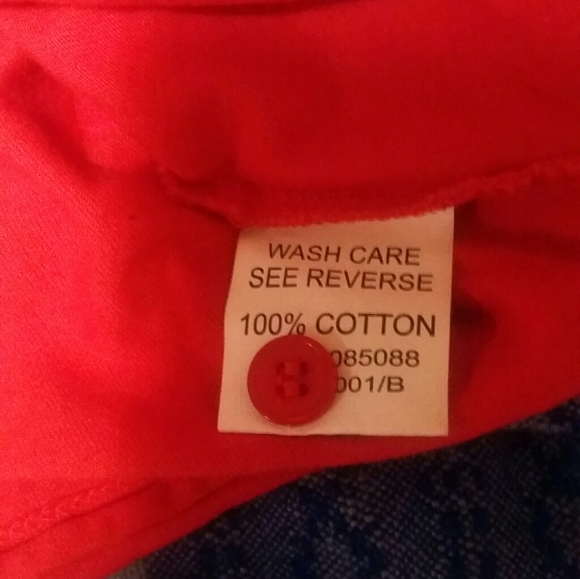 WASH CARE
SEE REVERSE
100% COTTON
085088
001/B